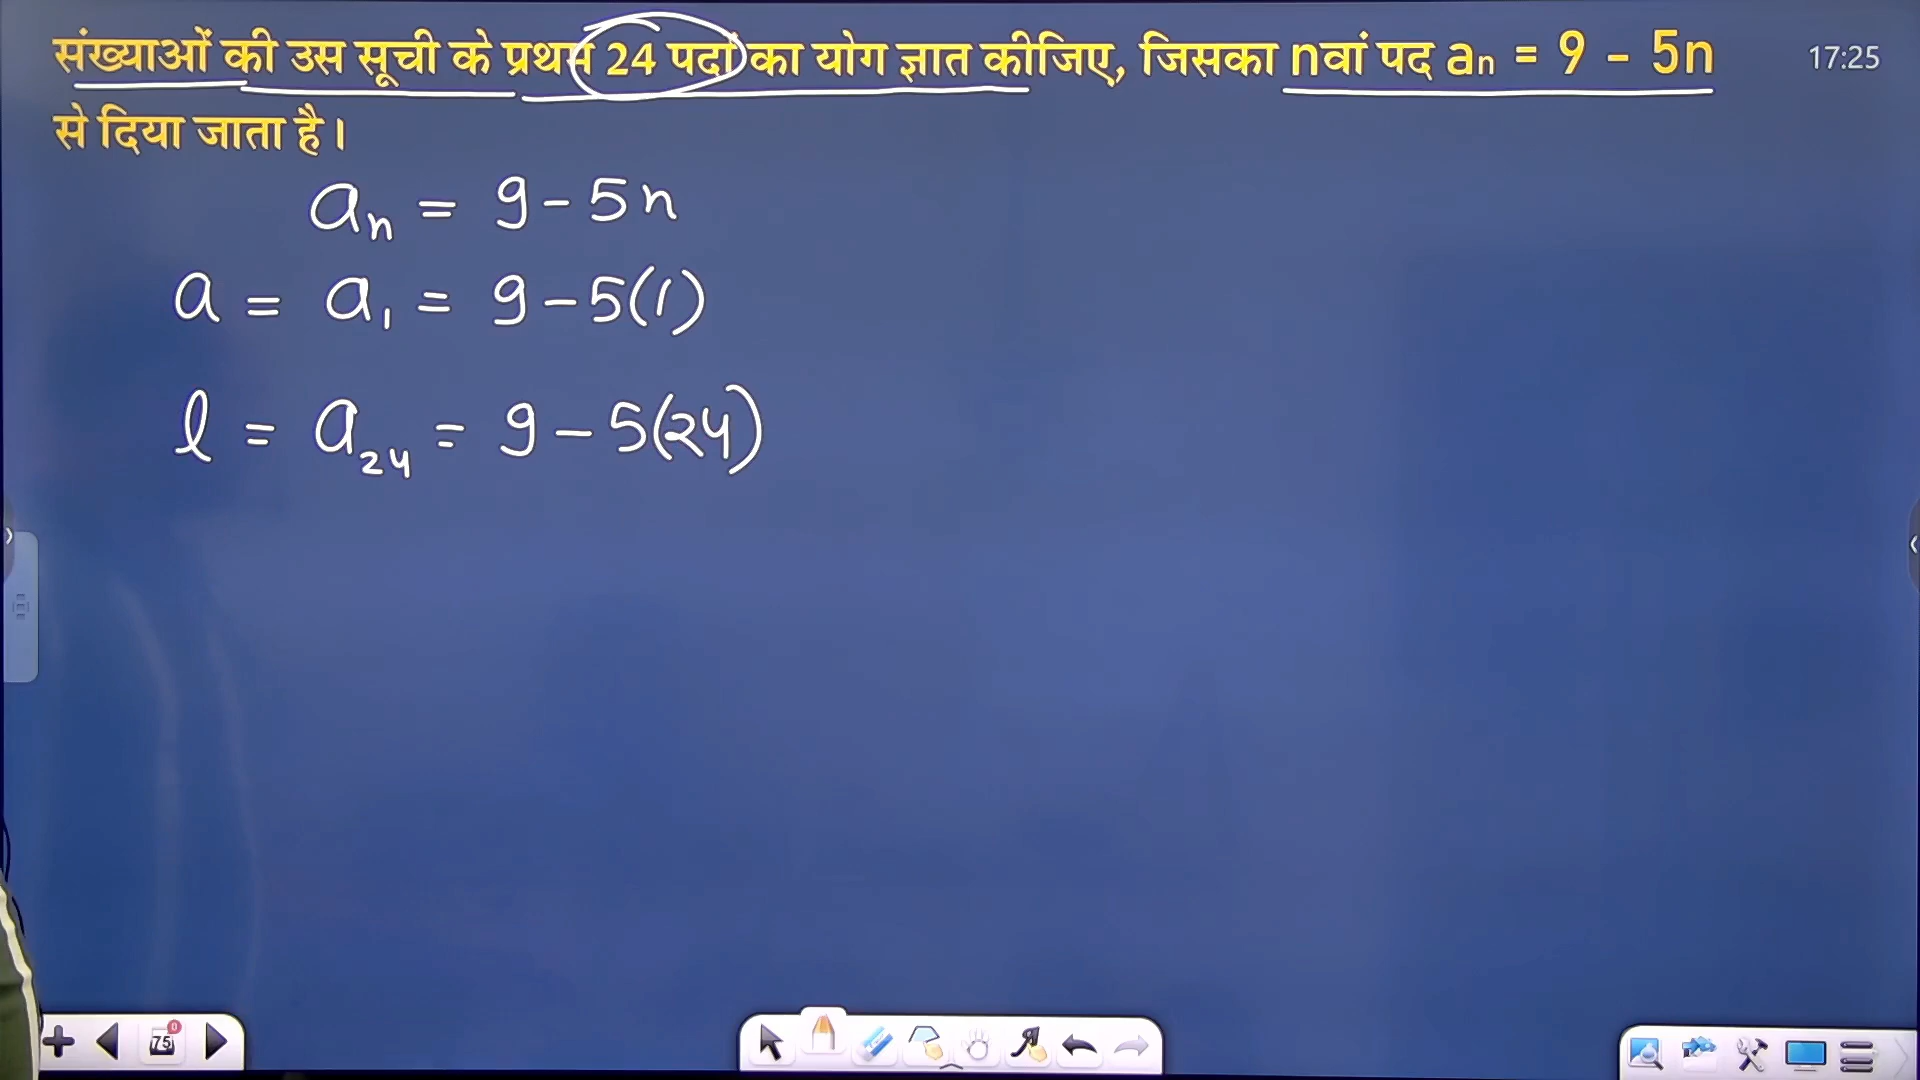 संख्याओं की उस सूची के प्रथम 24 पदों का योग ज्ञात कीजिए, जिसका nवां पद aₙ = 9 - 5n
17:25
से दिया जाता है।
aₙ = 9 - 5n
a = a₁ = 9 - 5(1)
l = a₂₄ = 9 - 5(24)
75
0